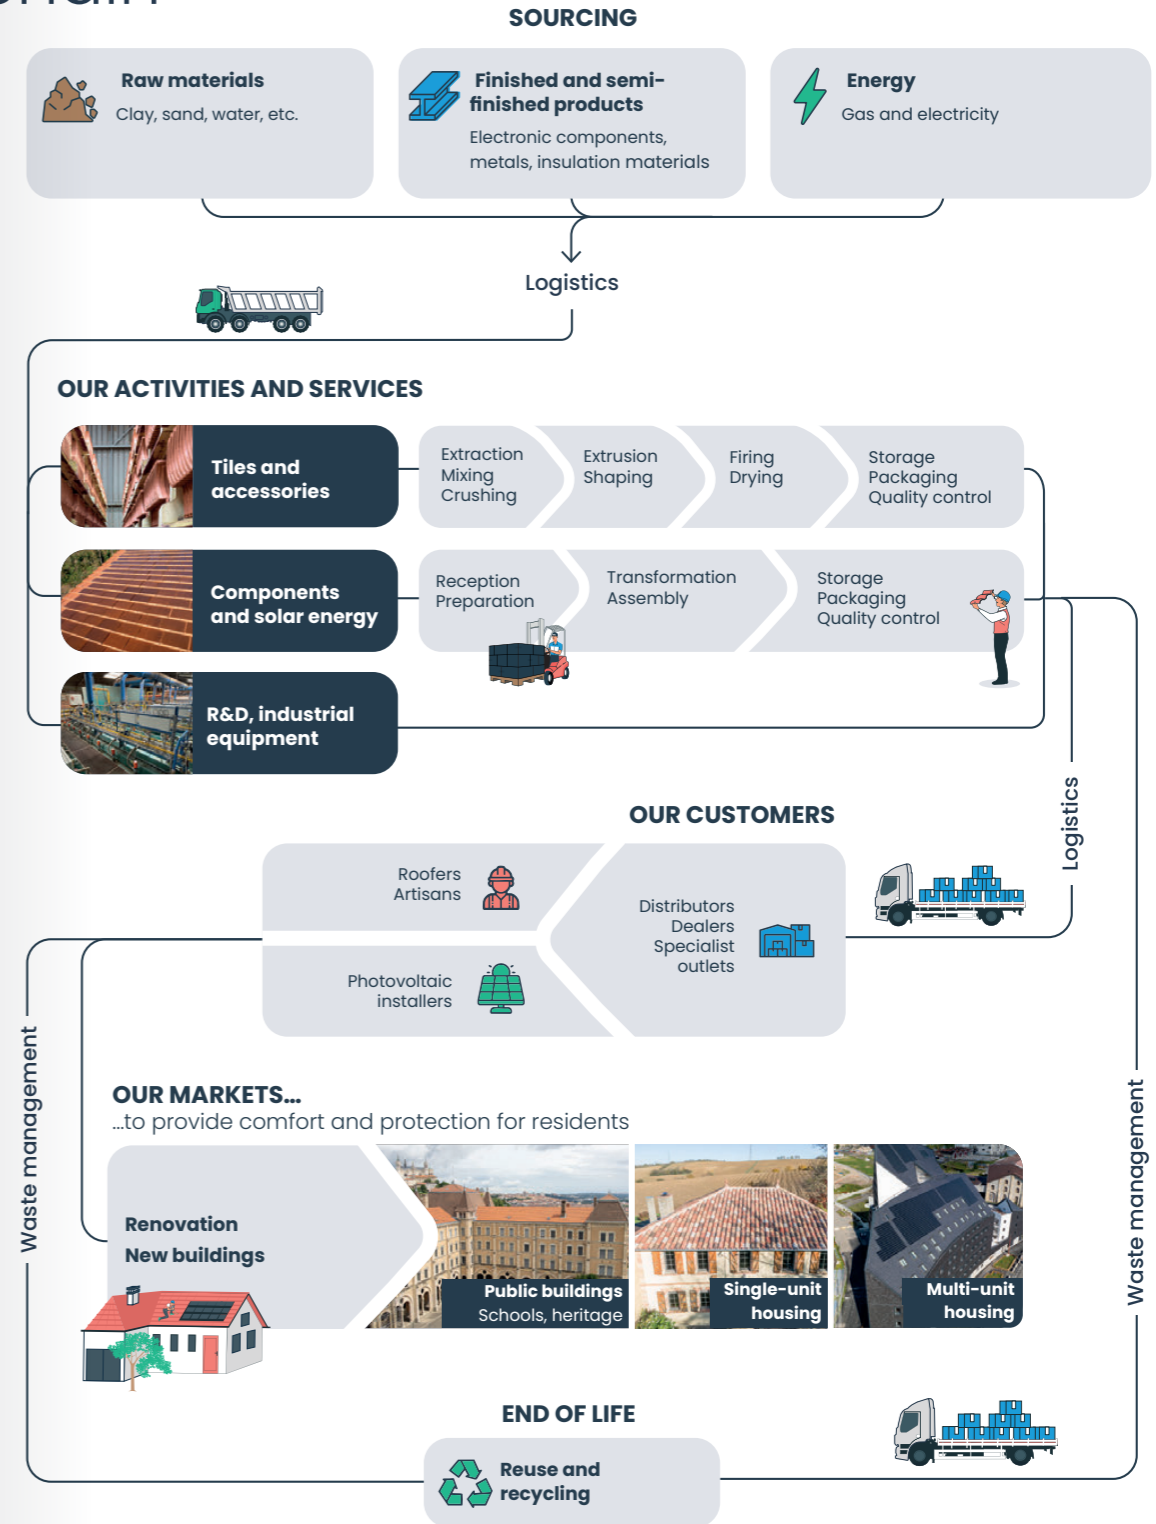 SOURCING
Raw materials
Clay, sand, water, etc.
Finished and semi-
finished products
Electronic components,
metals, insulation materials
Energy
Gas and electricity
Logistics
OUR ACTIVITIES AND SERVICES
Tiles and
accessories
Extraction
Mixing
Crushing
Extrusion
Shaping
Firing
Drying
Storage
Packaging
Quality control
Components
and solar energy
Reception
Preparation
Transformation
Assembly
Storage
Packaging
Quality control
R&D, industrial
equipment
Logistics
OUR CUSTOMERS
Roofers
Artisans
Photovoltaic
installers
Distributors
Dealers
Specialist
outlets
Waste management
Waste management
OUR MARKETS...
...to provide comfort and protection for residents
Renovation
New buildings
Public buildings
Schools, heritage
Single-unit
housing
Multi-unit
housing
END OF LIFE
Reuse and
recycling